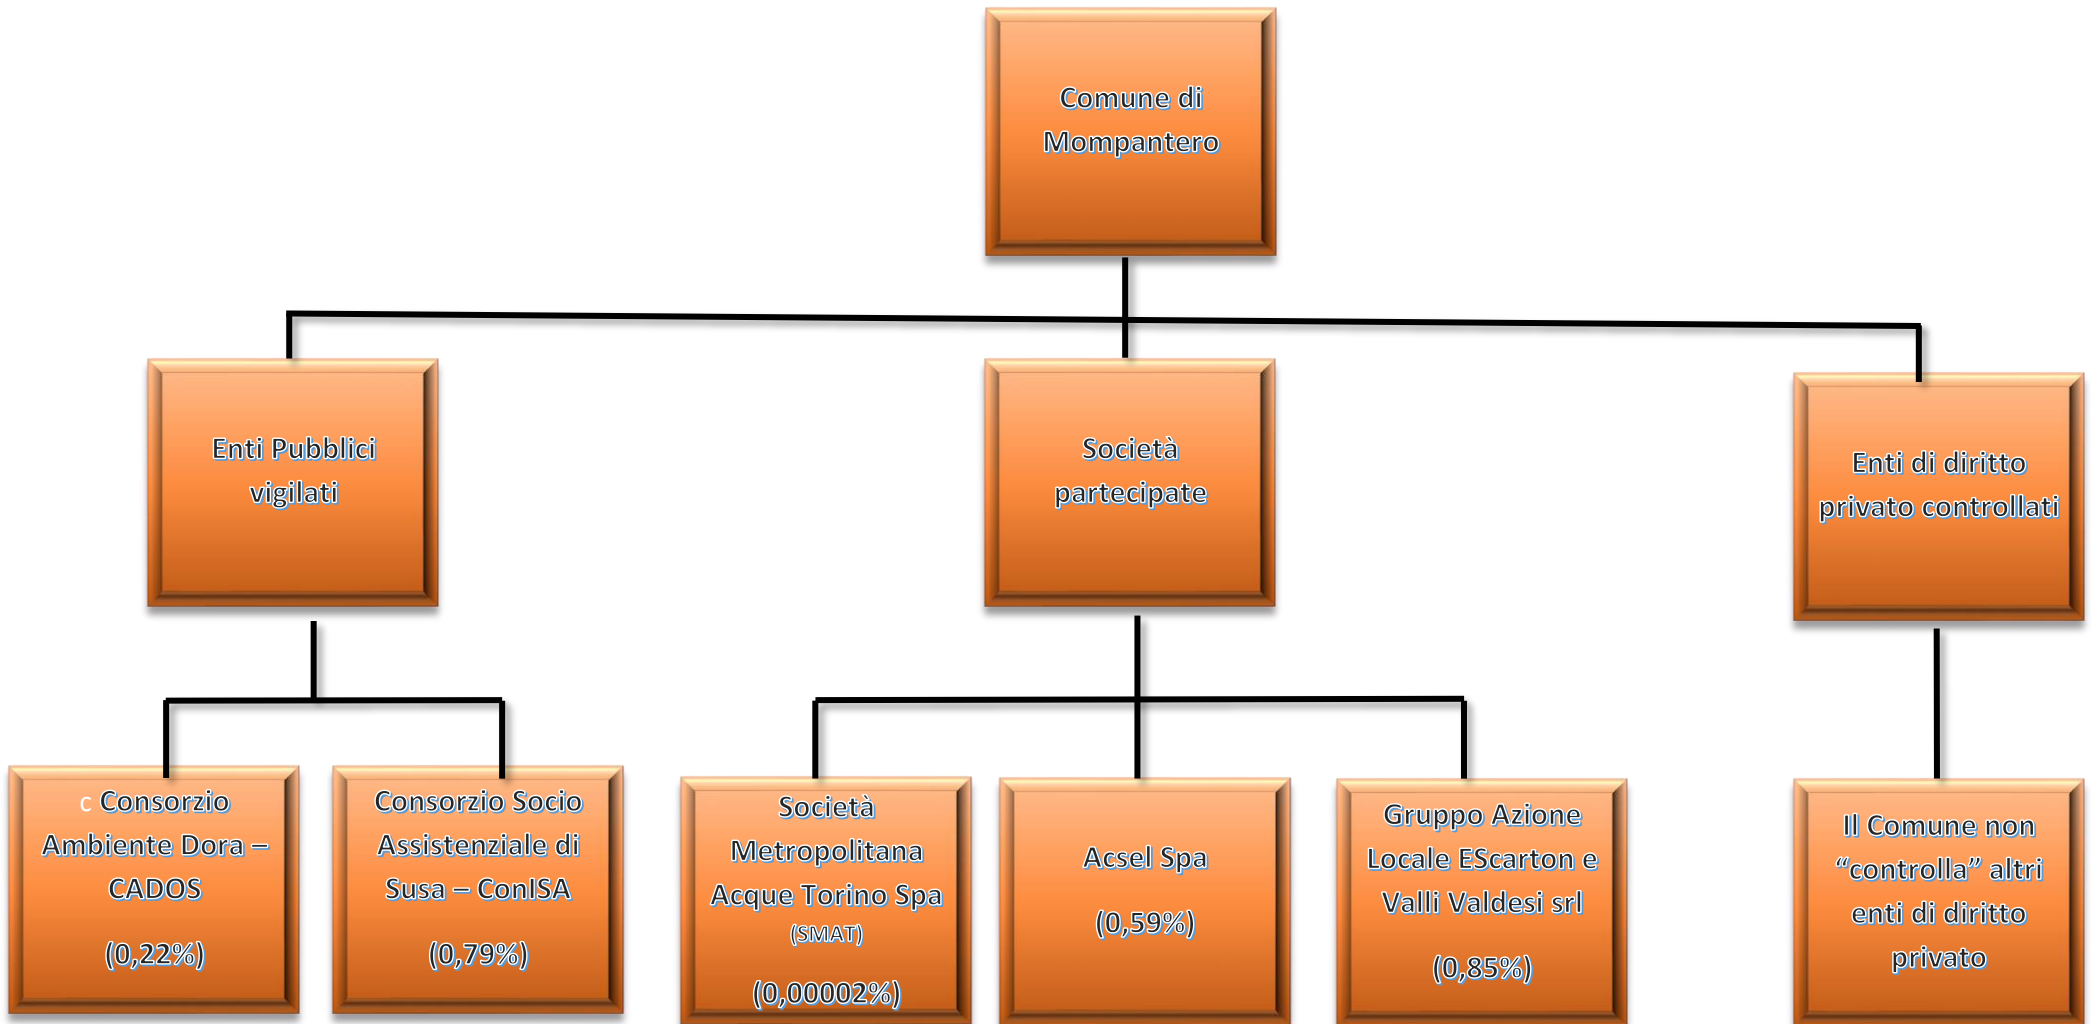 Comune di
Mompantero
Enti Pubblici
vigilati
Società
partecipate
Enti di diritto
privato controllati
c Consorzio
Ambiente Dora –
CADOS
(0,22%)
Consorzio Socio
Assistenziale di
Susa – ConISA
(0,79%)
Società
Metropolitana
Acque Torino Spa
(SMAT)
(0,00002%)
Acsel Spa
(0,59%)
Gruppo Azione
Locale EScarton e
Valli Valdesi srl
(0,85%)
Il Comune non
“controlla” altri
enti di diritto
privato